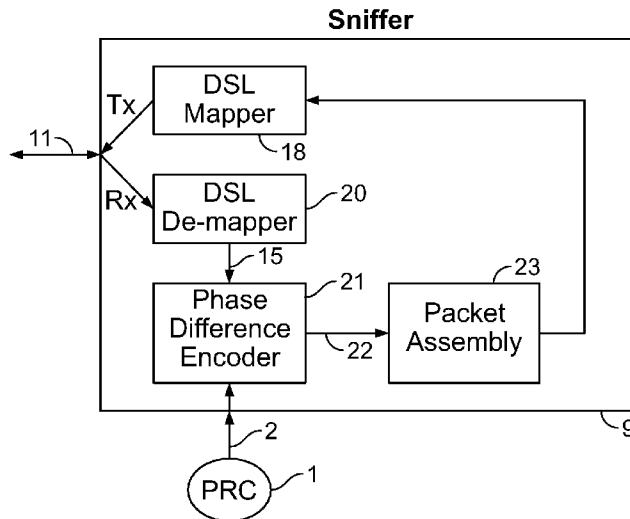 Sniffer
DSL
Mapper
Tx
11
18
Rx
DSL
De-mapper
20
15
21
23
Phase
Difference
Encoder
22
Packet
Assembly
2
9
PRC
1